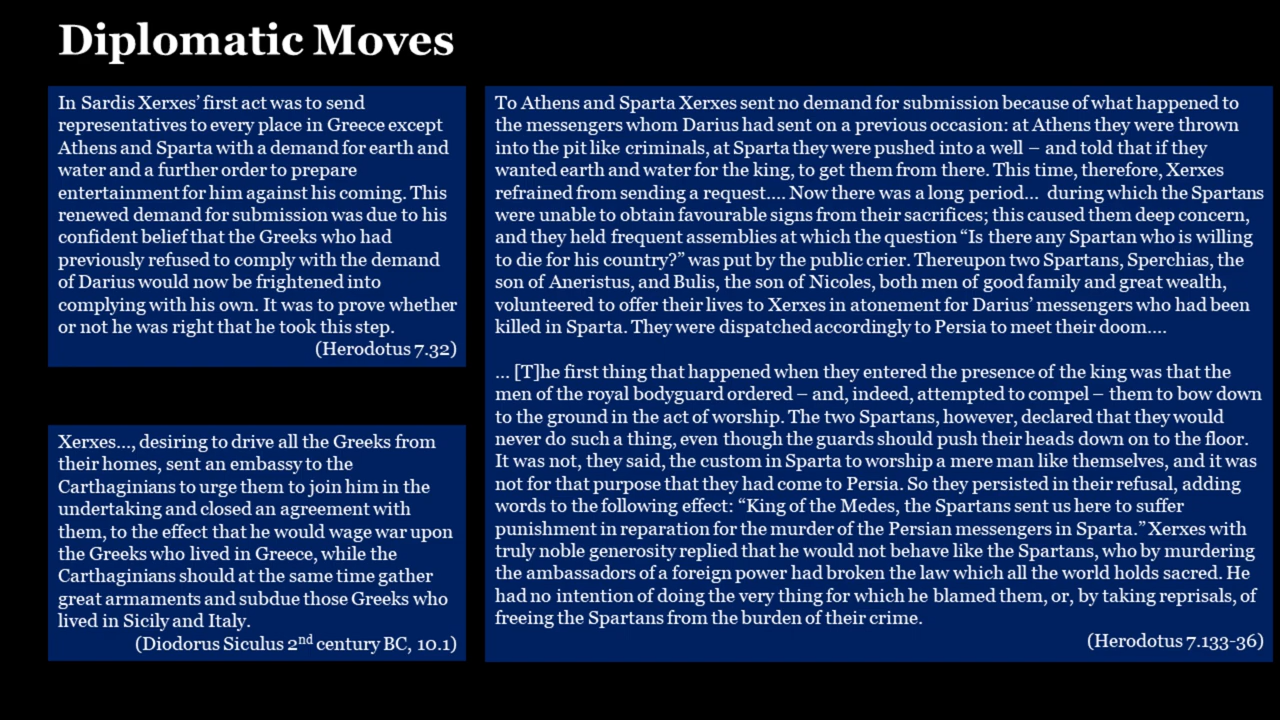 Diplomatic Moves
In Sardis Xerxes’ first act was to send
representatives to every place in Greece except
Athens and Sparta with a demand for earth and
water and a further order to prepare
entertainment for him against his coming. This
renewed demand for submission was due to his
confident belief that the Greeks who had
previously refused to comply with the demand
of Darius would now be frightened into
complying with his own. It was to prove whether
or not he was right that he took this step.
(Herodotus 7.32)
Xerxes…, desiring to drive all the Greeks from
their homes, sent an embassy to the
Carthaginians to urge them to join him in the
undertaking and closed an agreement with
them, to the effect that he would wage war upon
the Greeks who lived in Greece, while the
Carthaginians should at the same time gather
great armaments and subdue those Greeks who
lived in Sicily and Italy.
(Diodorus Siculus 2nd century BC, 10.1)
To Athens and Sparta Xerxes sent no demand for submission because of what happened to
the messengers whom Darius had sent on a previous occasion: at Athens they were thrown
into the pit like criminals, at Sparta they were pushed into a well – and told that if they
wanted earth and water for the king, to get them from there. This time, therefore, Xerxes
refrained from sending a request…. Now there was a long period… during which the Spartans
were unable to obtain favourable signs from their sacrifices; this caused them deep concern,
and they held frequent assemblies at which the question “Is there any Spartan who is willing
to die for his country?” was put by the public crier. Thereupon two Spartans, Sperchias, the
son of Aneristus, and Bulis, the son of Nicoles, both men of good family and great wealth,
volunteered to offer their lives to Xerxes in atonement for Darius’ messengers who had been
killed in Sparta. They were dispatched accordingly to Persia to meet their doom….
… [T]he first thing that happened when they entered the presence of the king was that the
men of the royal bodyguard ordered – and, indeed, attempted to compel – them to bow down
to the ground in the act of worship. The two Spartans, however, declared that they would
never do such a thing, even though the guards should push their heads down on to the floor.
It was not, they said, the custom in Sparta to worship a mere man like themselves, and it was
not for that purpose that they had come to Persia. So they persisted in their refusal, adding
words to the following effect: “King of the Medes, the Spartans sent us here to suffer
punishment in reparation for the murder of the Persian messengers in Sparta.” Xerxes with
truly noble generosity replied that he would not behave like the Spartans, who by murdering
the ambassadors of a foreign power had broken the law which all the world holds sacred. He
had no intention of doing the very thing for which he blamed them, or, by taking reprisals, of
freeing the Spartans from the burden of their crime.
(Herodotus 7.133-36)